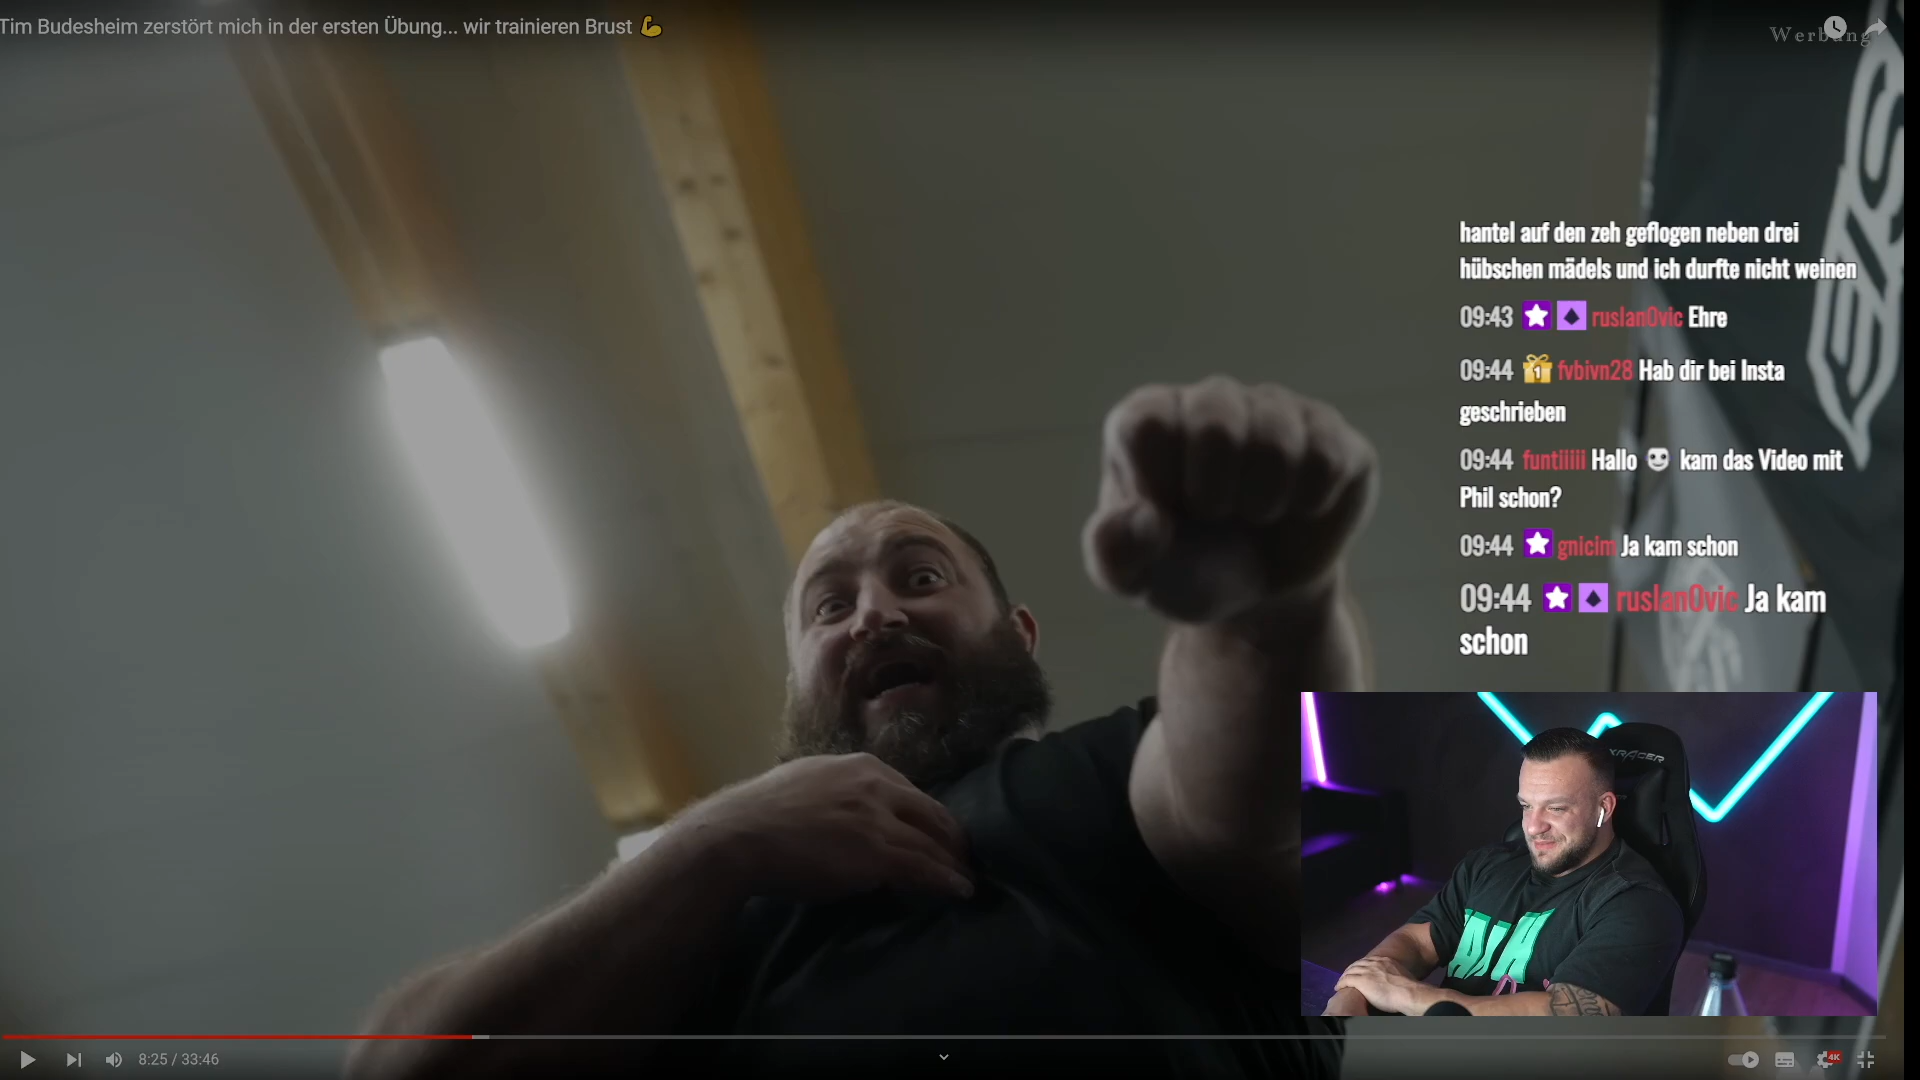 Tim Budesheim zerstört mich in der ersten Übung... wir trainieren Brust 💪
Werbung
hantel auf den zeh geflogen neben drei
hübschen mädels und ich durfte nicht weinen
09:43 ruslan0vic Ehre
09:44 1 fvbivn28 Hab dir bei Insta
geschrieben
09:44 funtiiiii Hallo kam das Video mit
Phil schon?
09:44 gnicim Ja kam schon
09:44 ruslan0vic Ja kam
schon
8:25 / 33:46
4K